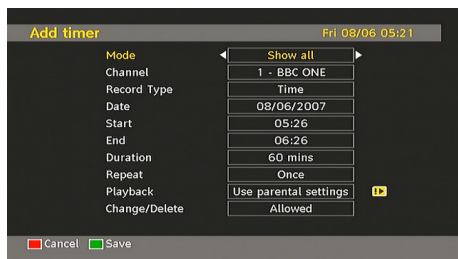 Add timer Fri 08/06 05:21
Mode Show all
Channel 1 - BBC ONE
Record Type Time
Date 08/06/2007
Start 05:26
End 06:26
Duration 60 mins
Repeat Once
Playback Use parental settings
Change/Delete Allowed
Cancel Save